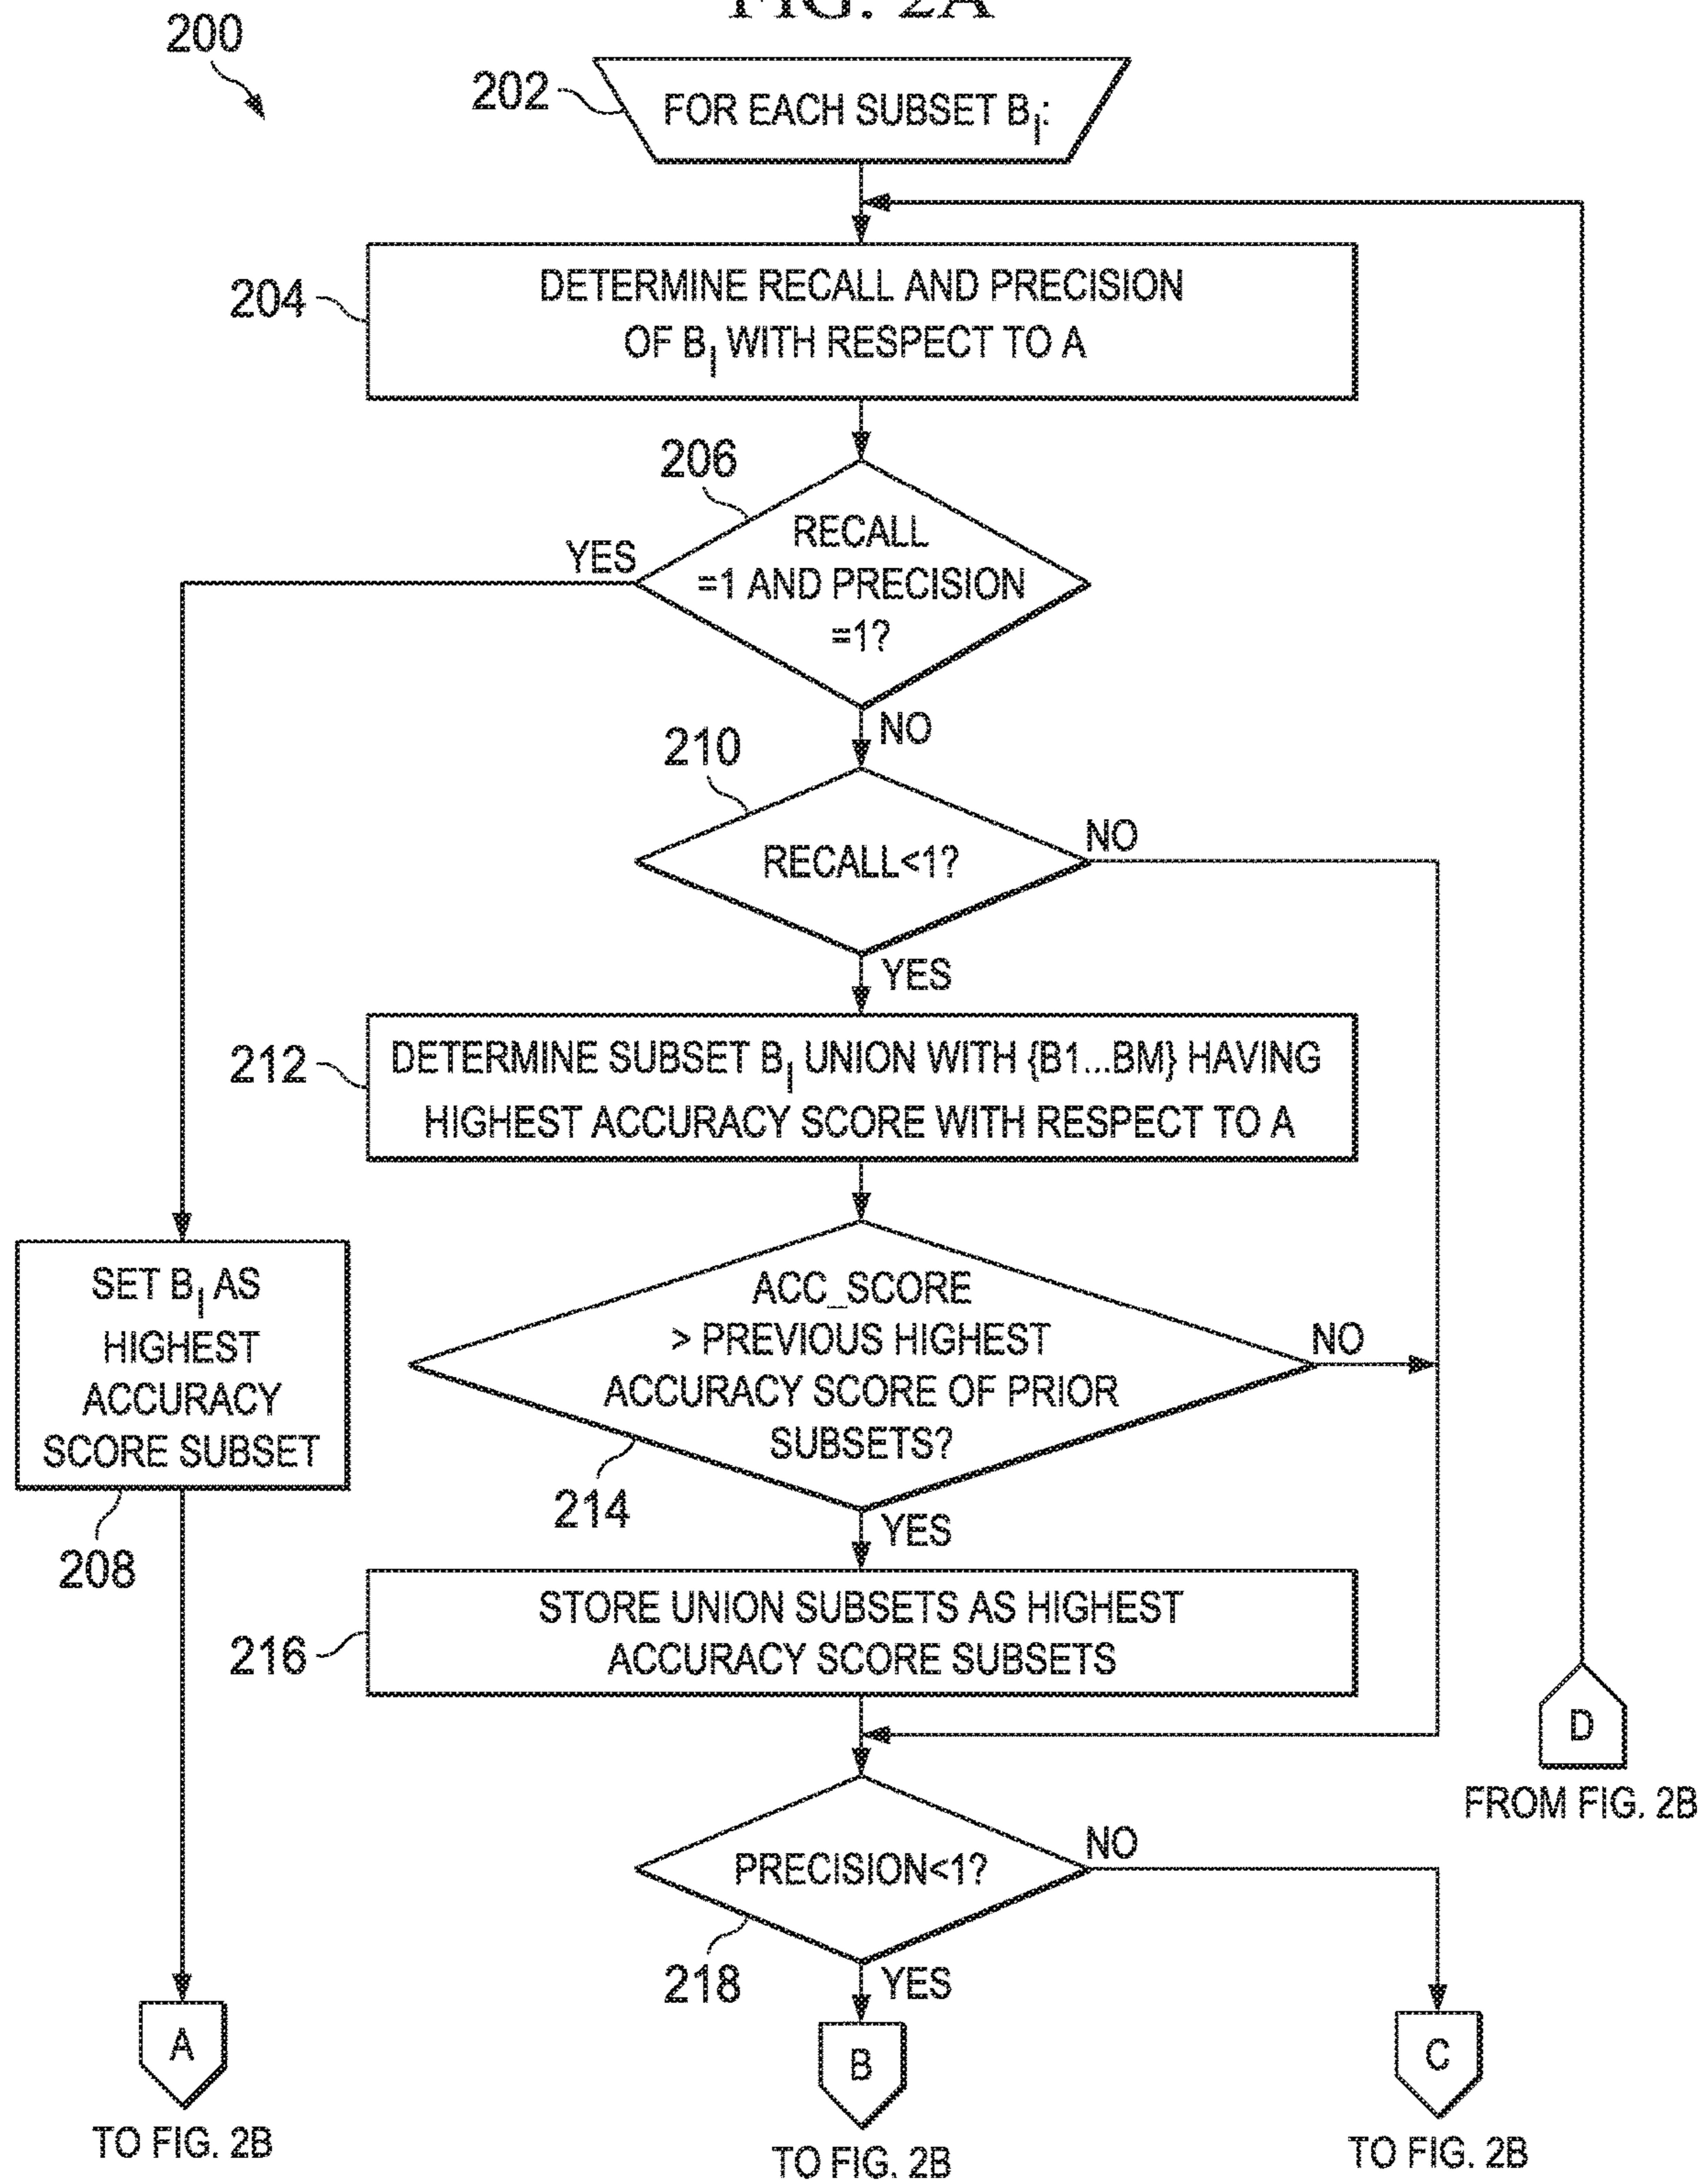 FIG. 2A
200
202
FOR EACH SUBSET Bi:
204
DETERMINE RECALL AND PRECISION
OF Bi WITH RESPECT TO A
206
RECALL
=1 AND PRECISION
=1?
YES
NO
210
RECALL<1?
NO
YES
212
DETERMINE SUBSET Bi UNION WITH {B1...BM} HAVING
HIGHEST ACCURACY SCORE WITH RESPECT TO A
SET Bi AS
HIGHEST
ACCURACY
SCORE SUBSET
208
ACC_SCORE
> PREVIOUS HIGHEST
ACCURACY SCORE OF PRIOR
SUBSETS?
NO
214
YES
216
STORE UNION SUBSETS AS HIGHEST
ACCURACY SCORE SUBSETS
D
FROM FIG. 2B
PRECISION<1?
NO
218
YES
A
TO FIG. 2B
B
TO FIG. 2B
C
TO FIG. 2B